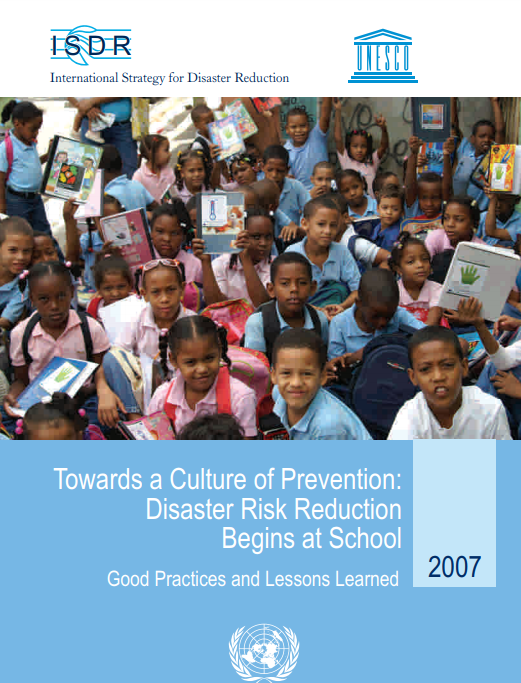 ISDR
International Strategy for Disaster Reduction
UNESCO
Towards a Culture of Prevention:
Disaster Risk Reduction
Begins at School
Good Practices and Lessons Learned
2007